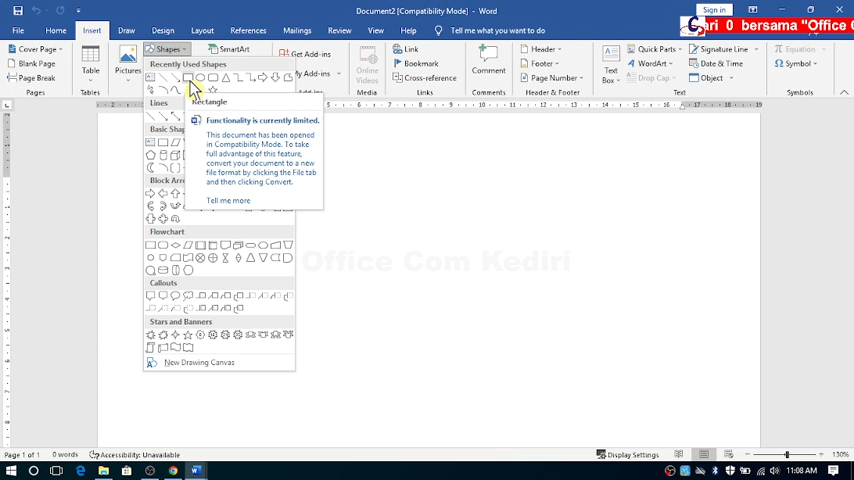 Document2 [Compatibility Mode] - Word
Sign in
ari 0 bersama "Office C
File Home Insert Draw Design Layout References Mailings Review View Help Tell me what you want to do
Cover Page
Blank Page
Page Break
Pages
Table
Tables
Pictures
Shapes
SmartArt
Get Add-ins
Online
Videos
Media
Link
Bookmark
Cross-reference
Links
Comment
Comments
Header
Footer
Page Number
Header & Footer
Text
Box
Quick Parts
WordArt
Drop Cap
Signature Line
Date & Time
Object
Text
Equation
Symbol
Symbols
Recently Used Shapes
Lines
Rectangle
Functionality is currently limited.
This document has been opened
in Compatibility Mode. To take
full advantage of this feature,
convert your document to a new
file format by clicking the File tab
and then clicking Convert.
Tell me more
Basic Shap
Block Arr
Flowchart
Callouts
Stars and Banners
New Drawing Canvas
Office Com Kediri
Page 1 of 1 0 words Accessibility: Unavailable
Display Settings
130%
11:08 AM